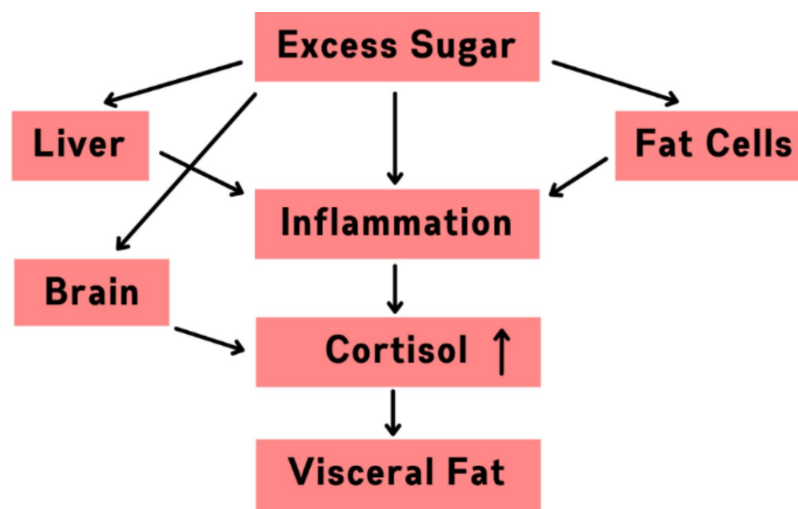 Excess Sugar
Liver
Fat Cells
Inflammation
Brain
Cortisol ↑
Visceral Fat